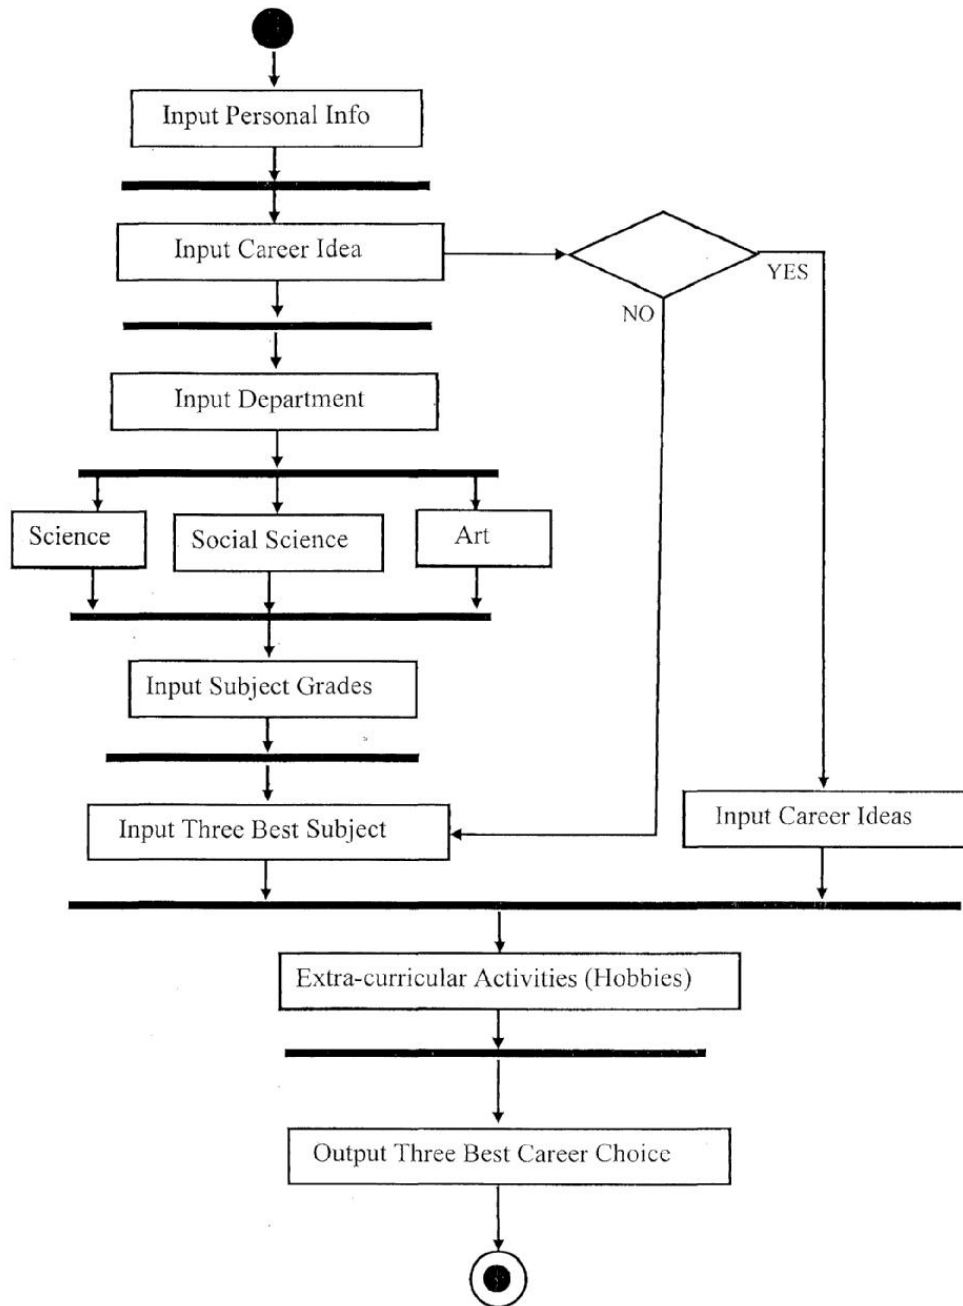 Input Personal Info
Input Career Idea
YES
NO
Input Department
Science
Social Science
Art
Input Subject Grades
Input Three Best Subject
Input Career Ideas
Extra-curricular Activities (Hobbies)
Output Three Best Career Choice